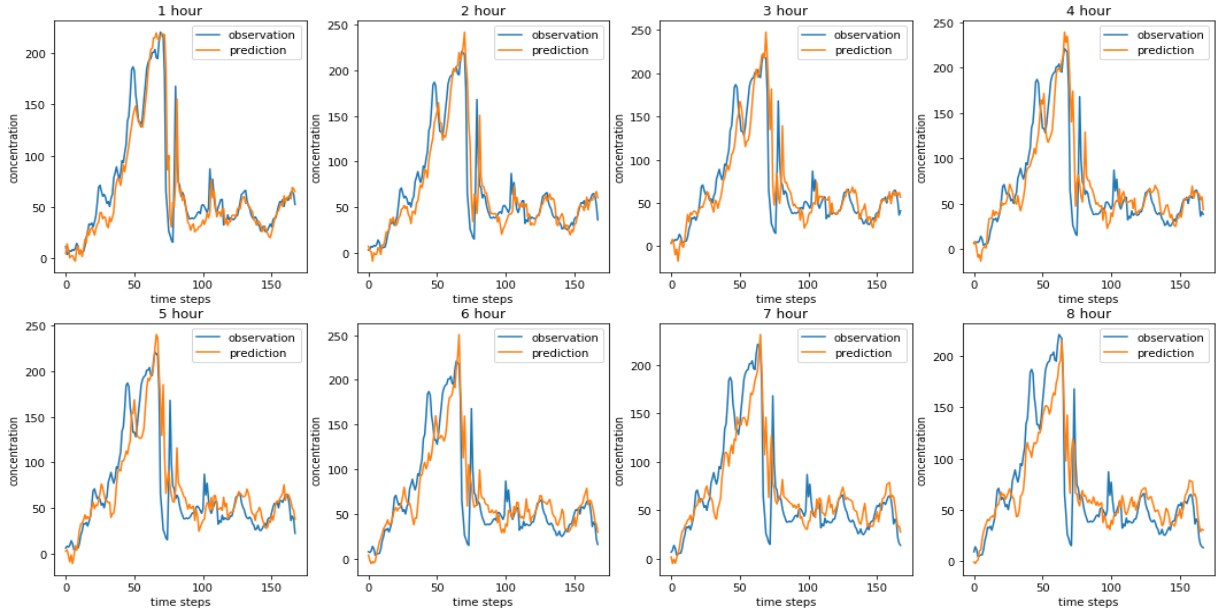 1 hour
observation
prediction
concentration
200
150
100
50
0
0
50
100
150
time steps
2 hour
observation
prediction
concentration
250
200
150
100
50
0
0
50
100
150
time steps
3 hour
observation
prediction
concentration
250
200
150
100
50
0
0
50
100
150
time steps
4 hour
observation
prediction
concentration
250
200
150
100
50
0
0
50
100
150
time steps
5 hour
observation
prediction
concentration
250
200
150
100
50
0
0
50
100
150
time steps
6 hour
observation
prediction
concentration
250
200
150
100
50
0
0
50
100
150
time steps
7 hour
observation
prediction
concentration
200
150
100
50
0
0
50
100
150
time steps
8 hour
observation
prediction
concentration
200
150
100
50
0
0
50
100
150
time steps